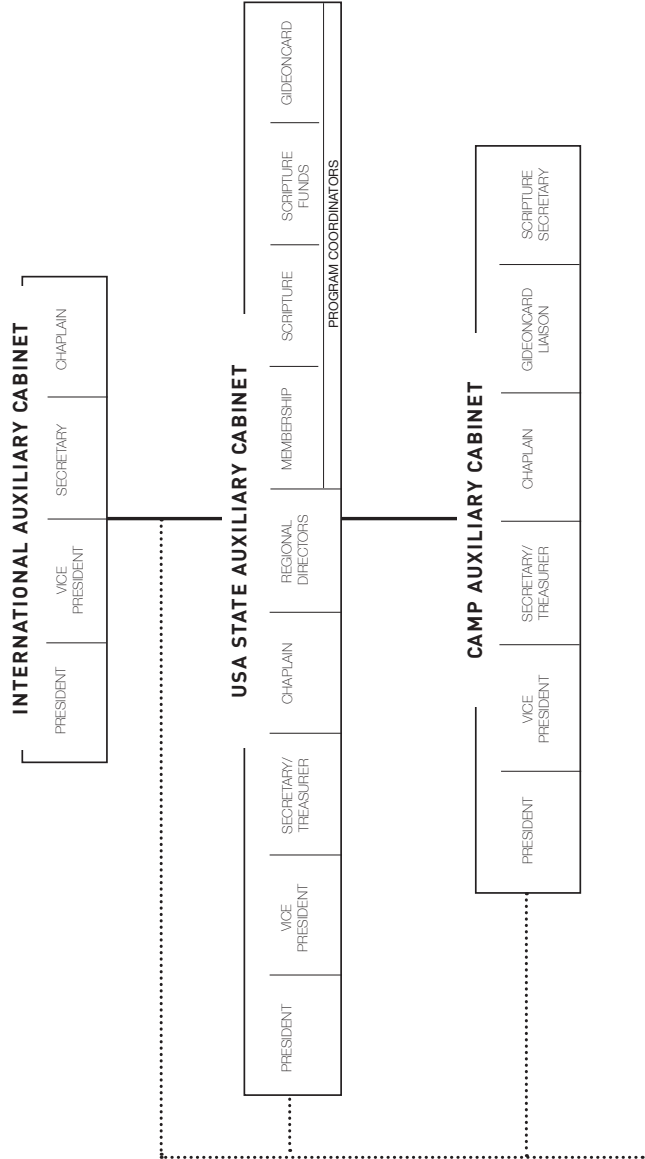 INTERNATIONAL AUXILIARY CABINET
PRESIDENT
VICE
PRESIDENT
SECRETARY
CHAPLAIN
USA STATE AUXILIARY CABINET
PRESIDENT
VICE
PRESIDENT
SECRETARY/
TREASURER
CHAPLAIN
REGIONAL
DIRECTORS
MEMBERSHIP
SCRIPTURE
SCRIPTURE
FUNDS
GIDEONCARD
PROGRAM COORDINATORS
CAMP AUXILIARY CABINET
PRESIDENT
VICE
PRESIDENT
SECRETARY/
TREASURER
CHAPLAIN
GIDEONCARD
LIAISON
SCRIPTURE
SECRETARY